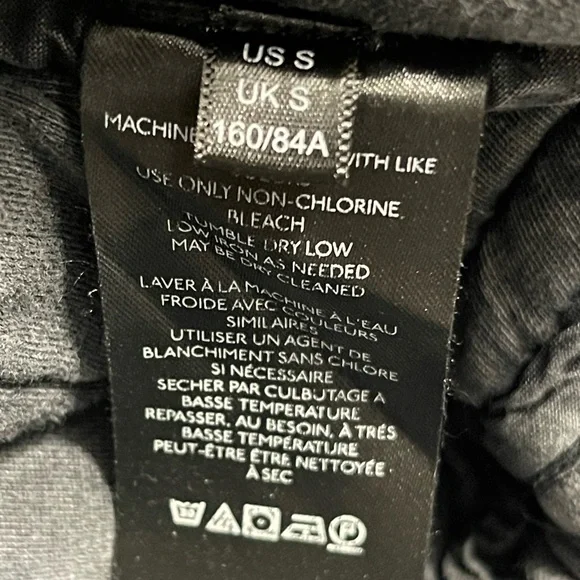 US S
UK S
160/84A
MACHINE WITH LIKE
USE ONLY NON-CHLORINE
BLEACH
TUMBLE DRY LOW
LOW IRON AS NEEDED
MAY BE DRY CLEANED
LAVER À LA MACHINE À L'EAU
FROIDE AVEC COULEURS
SIMILAIRES
UTILISER UN AGENT DE
BLANCHIMENT SANS CHLORE
SI NÉCESSAIRE
SECHER PAR CULBUTAGE A
BASSE TEMPERATURE
REPASSER, AU BESOIN, À TRÉS
BASSE TEMPÉRATURE
PEUT-ÊTRE ÊTRE NETTOYÉE
À SEC